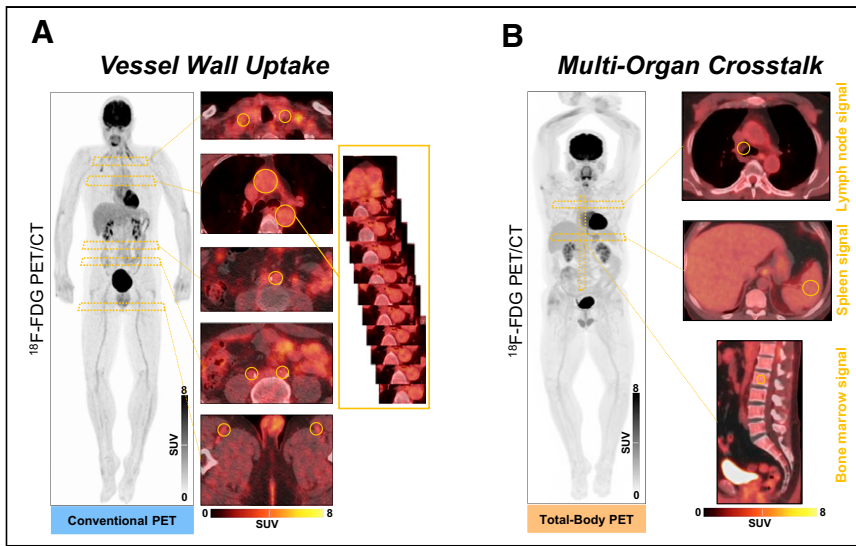 A
Vessel Wall Uptake
18F-FDG PET/CT
8
SUV
0
Conventional PET
0
8
SUV
B
Multi-Organ Crosstalk
18F-FDG PET/CT
8
SUV
0
Total-Body PET
Lymph node signal
Spleen signal
Bone marrow signal
0
8
SUV